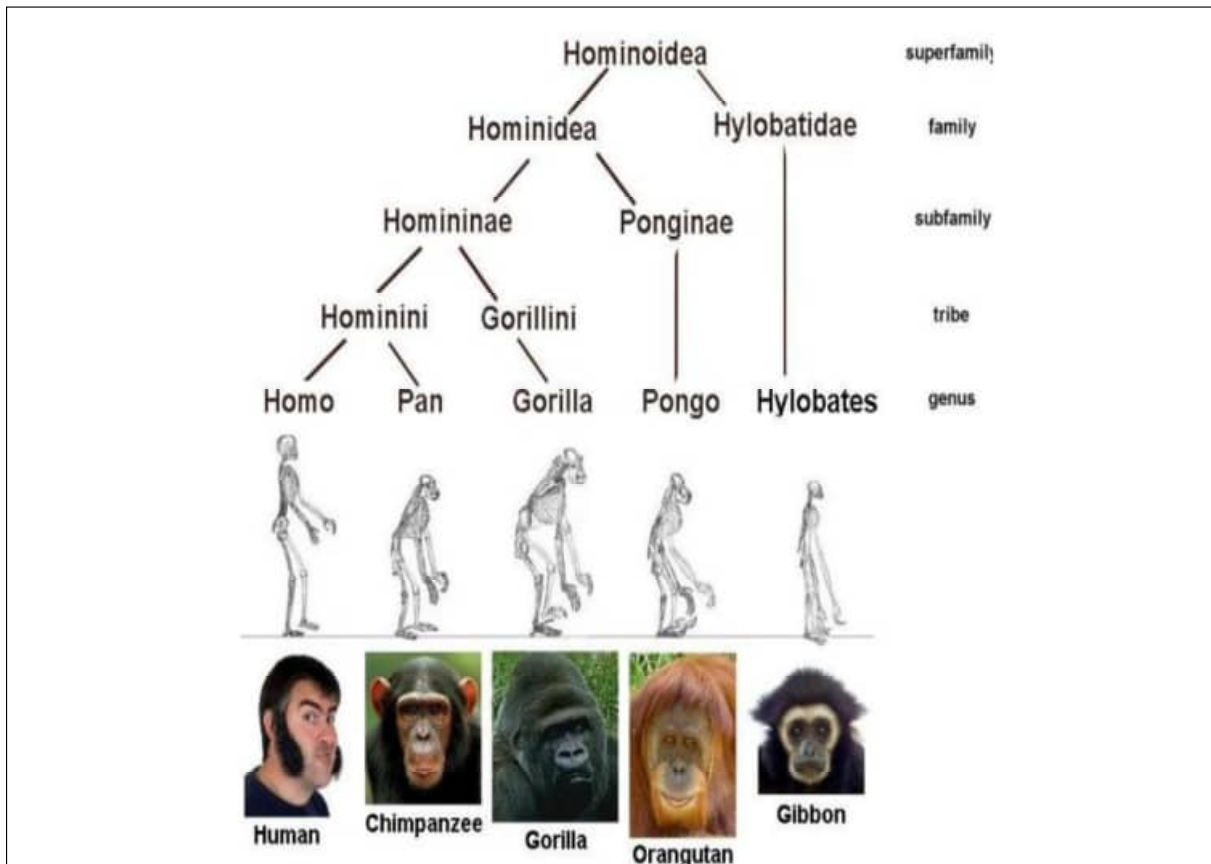 Hominoidea superfamily
Hominidea Hylobatidae family
Homininae Ponginae subfamily
Hominini Gorillini tribe
Homo Pan Gorilla Pongo Hylobates genus
Human Chimpanzee Gorilla Orangutan Gibbon